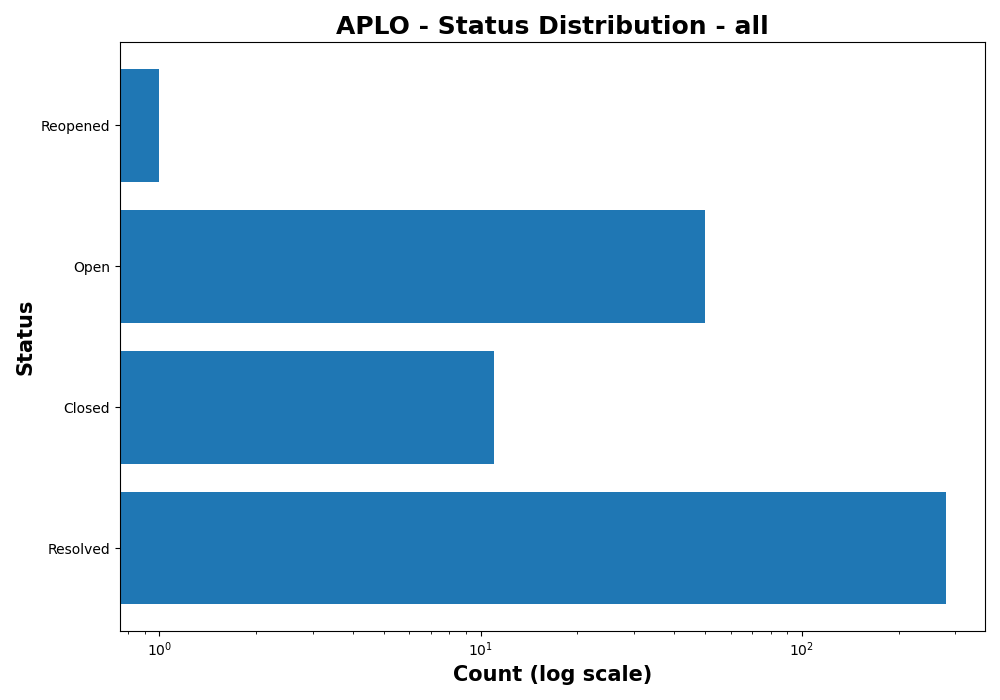 APLO - Status Distribution - all
Reopened
Open
Closed
Resolved
Status
10⁰
10¹
10²
Count (log scale)